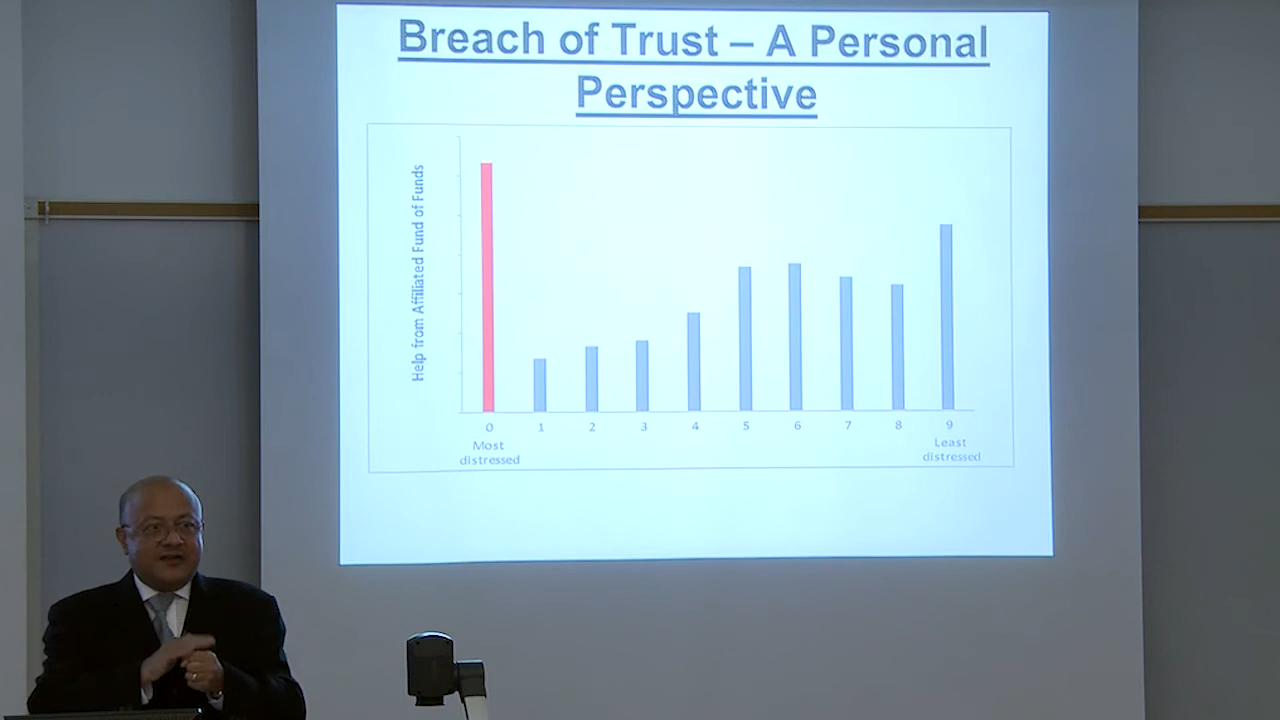 Breach of Trust – A Personal
Perspective
Help from Affiliated Fund of Funds
0 1 2 3 4 5 6 7 8 9
Most
distressed
Least
distressed